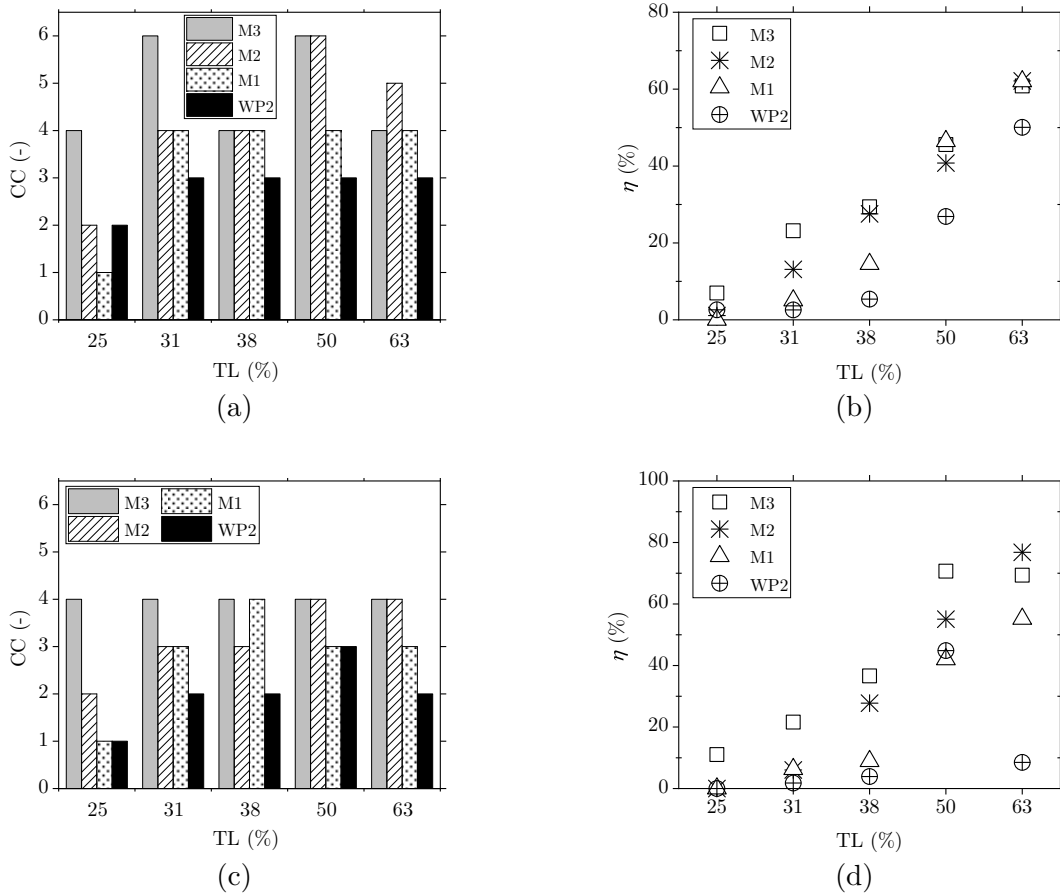 6
5
4
3
2
1
0
CC (-)
M3
M2
M1
WP2
25 31 38 50 63
TL (%)
(a)
80
60
40
20
0
η (%)
M3
M2
M1
WP2
25 31 38 50 63
TL (%)
(b)
6
5
4
3
2
1
0
CC (-)
M3 M1
M2 WP2
25 31 38 50 63
TL (%)
(c)
100
80
60
40
20
0
η (%)
M3
M2
M1
WP2
25 31 38 50 63
TL (%)
(d)